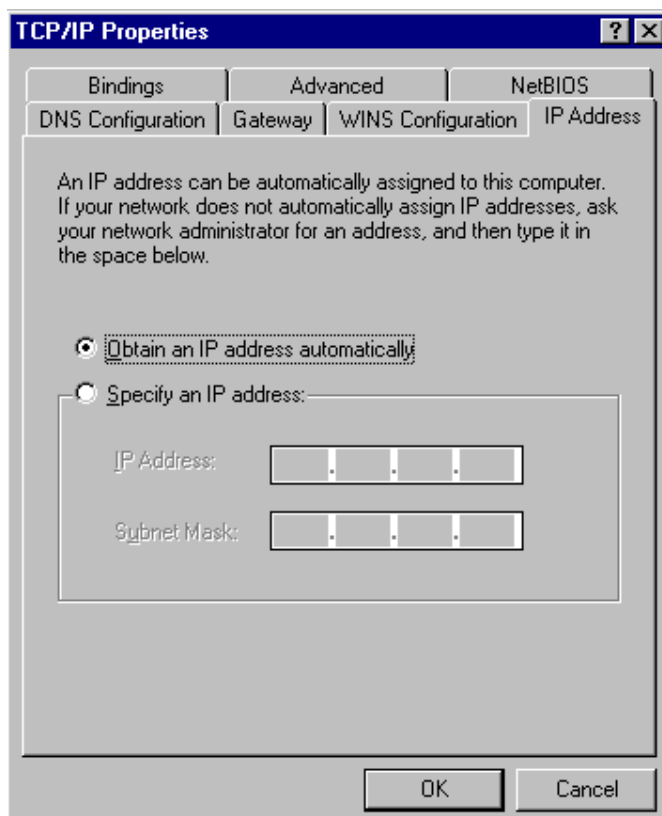 TCP/IP Properties
Bindings
Advanced
NetBIOS
DNS Configuration
Gateway
WINS Configuration
IP Address
An IP address can be automatically assigned to this computer.
If your network does not automatically assign IP addresses, ask
your network administrator for an address, and then type it in
the space below.
Obtain an IP address automatically
Specify an IP address:
IP Address:
. . .
Subnet Mask:
. . .
OK
Cancel